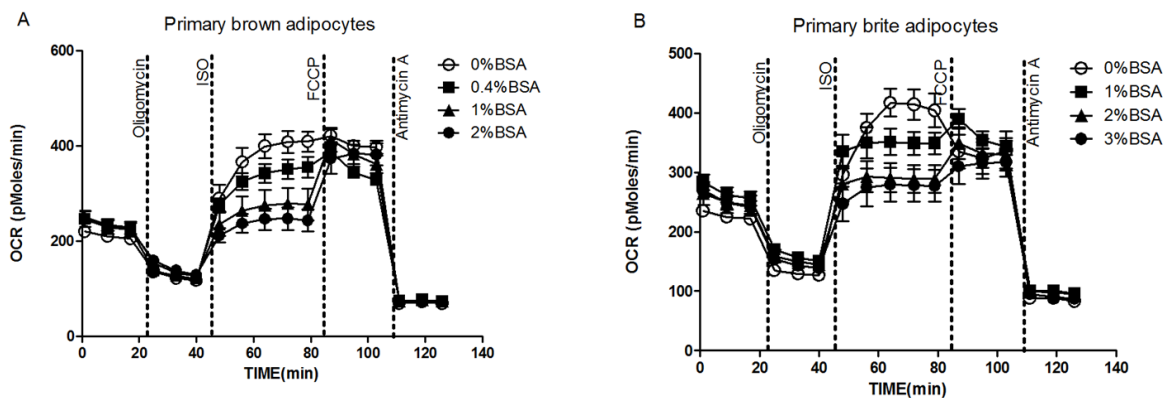 A
Primary brown adipocytes
OCR (pMoles/min)
600
400
200
0
Oligomycin
ISO
FCCP
Antimycin A
0%BSA
0.4%BSA
1%BSA
2%BSA
0 20 40 60 80 100 120 140
TIME(min)
B
Primary brite adipocytes
OCR (pMoles/min)
500
400
300
200
100
0
Oligomycin
ISO
FCCP
Antimycin A
0%BSA
1%BSA
2%BSA
3%BSA
0 20 40 60 80 100 120 140
TIME(min)